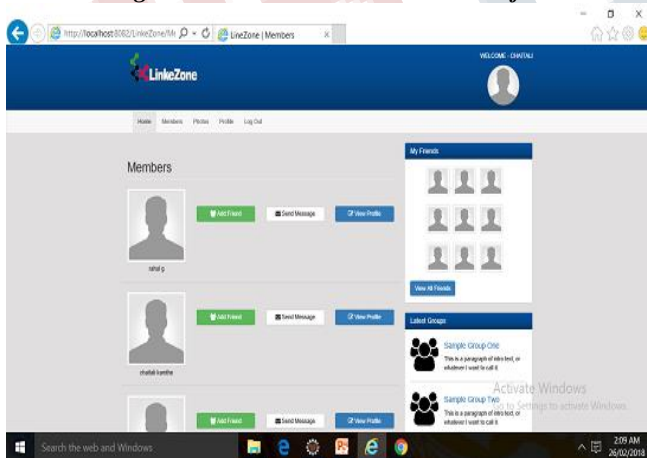 http://localhost:8082/LinkeZone/Me
LineZone | Members
WELCOME - CHAITALI
LinkeZone
Home Members Photos Profile Log Out
Members
Add Friend Send Message View Profile
rahul g
Add Friend Send Message View Profile
chaitali kamthe
Add Friend Send Message View Profile
My Friends
View All Friends
Latest Groups
Sample Group One
This is a paragraph of intro text, or
whatever I want to call it
Sample Group Two
This is a paragraph of intro text, or
whatever I want to call it
Activate Windows
Go to Settings to activate Windows.
Search the web and Windows
2:09 AM
26/02/2018